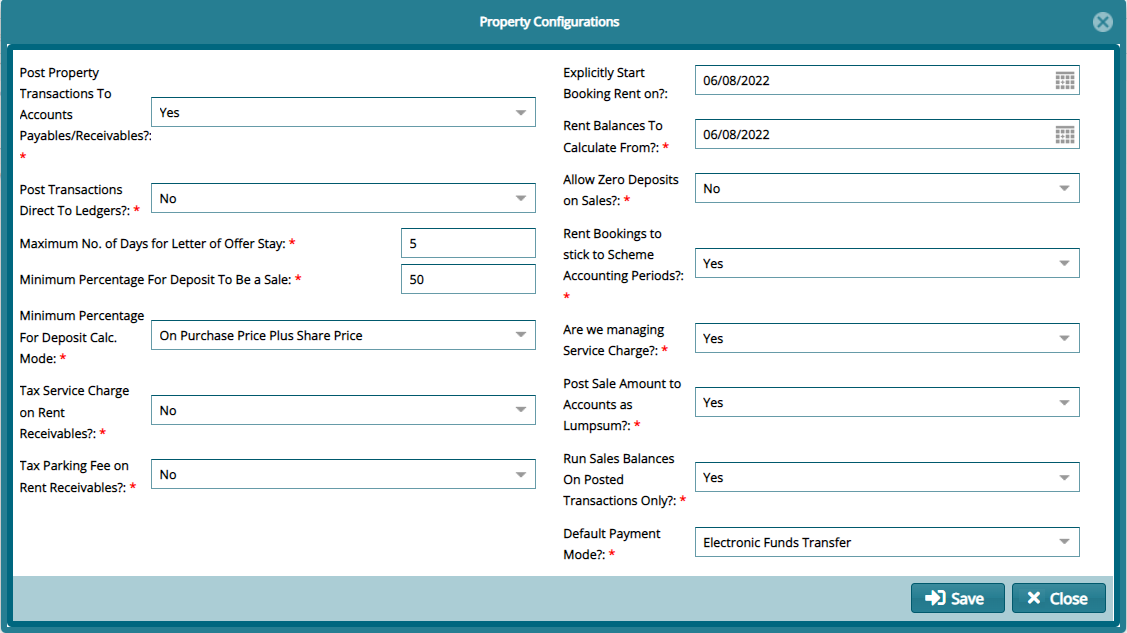 Property Configurations
Post Property
Transactions To
Accounts
Payables/Receivables?:
*
Yes
Post Transactions
Direct To Ledgers?: *
No
Maximum No. of Days for Letter of Offer Stay: *
5
Minimum Percentage For Deposit To Be a Sale: *
50
Minimum Percentage
For Deposit Calc.
Mode: *
On Purchase Price Plus Share Price
Tax Service Charge
on Rent
Receivables?: *
No
Tax Parking Fee on
Rent Receivables?: *
No
Explicitly Start
Booking Rent on?:
06/08/2022
Rent Balances To
Calculate From?: *
06/08/2022
Allow Zero Deposits
on Sales?: *
No
Rent Bookings to
stick to Scheme
Accounting Periods?:
*
Yes
Are we managing
Service Charge?: *
Yes
Post Sale Amount to
Accounts as
Lumpsum?: *
Yes
Run Sales Balances
On Posted
Transactions Only?: *
Yes
Default Payment
Mode?: *
Electronic Funds Transfer
Save
Close